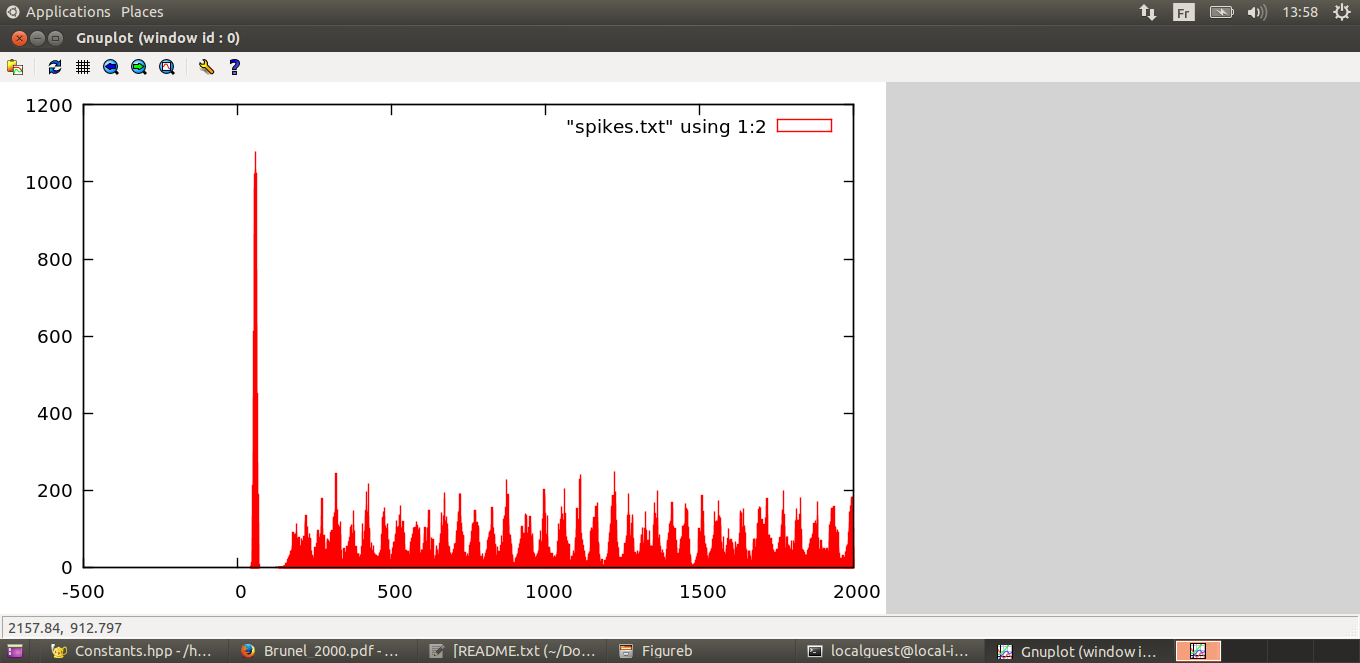 Applications Places
Fr
13:58
Gnuplot (window id : 0)
1200
"spikes.txt" using 1:2
1000
800
600
400
200
0
-500 0 500 1000 1500 2000
2157.84, 912.797
Constants.hpp - /h...
Brunel_2000.pdf - ...
[README.txt (~/Do...
Figureb
localguest@local-i...
Gnuplot (window i...